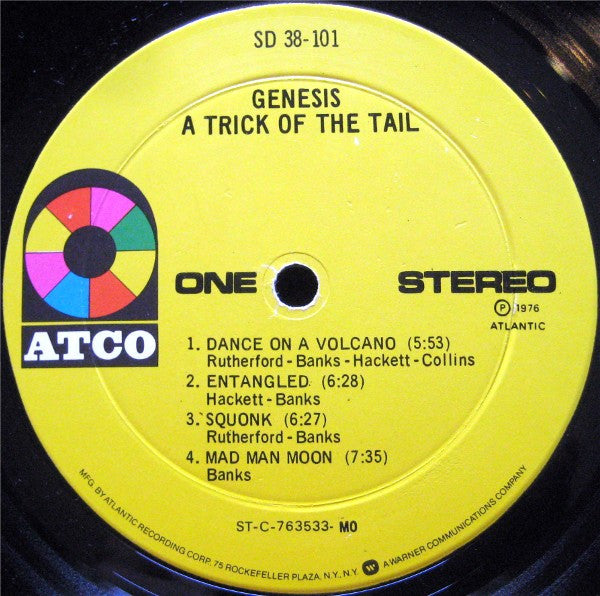 SD 38-101
GENESIS
A TRICK OF THE TAIL
ATCO
ONE
STEREO
Ⓟ 1976
ATLANTIC
1. DANCE ON A VOLCANO (5:53)
Rutherford - Banks - Hackett - Collins
2. ENTANGLED (6:28)
Hackett - Banks
3. SQUONK (6:27)
Rutherford - Banks
4. MAD MAN MOON (7:35)
Banks
ST-C-763533- MO
MFG. BY ATLANTIC RECORDING CORP. 75 ROCKEFELLER PLAZA, N.Y., N.Y. W A WARNER COMMUNICATIONS COMPANY